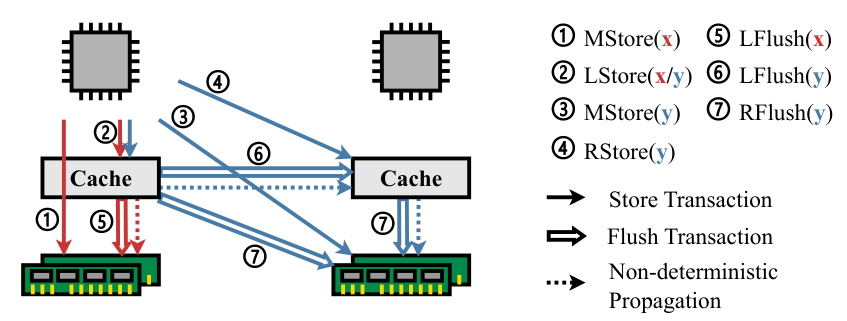 ④
③
②
⑥
Cache
Cache
①
⑤
⑦
⑦
① MStore(x) ⑤ LFlush(x)
② LStore(x/y) ⑥ LFlush(y)
③ MStore(y) ⑦ RFlush(y)
④ RStore(y)
Store Transaction
Flush Transaction
Non-deterministic
Propagation